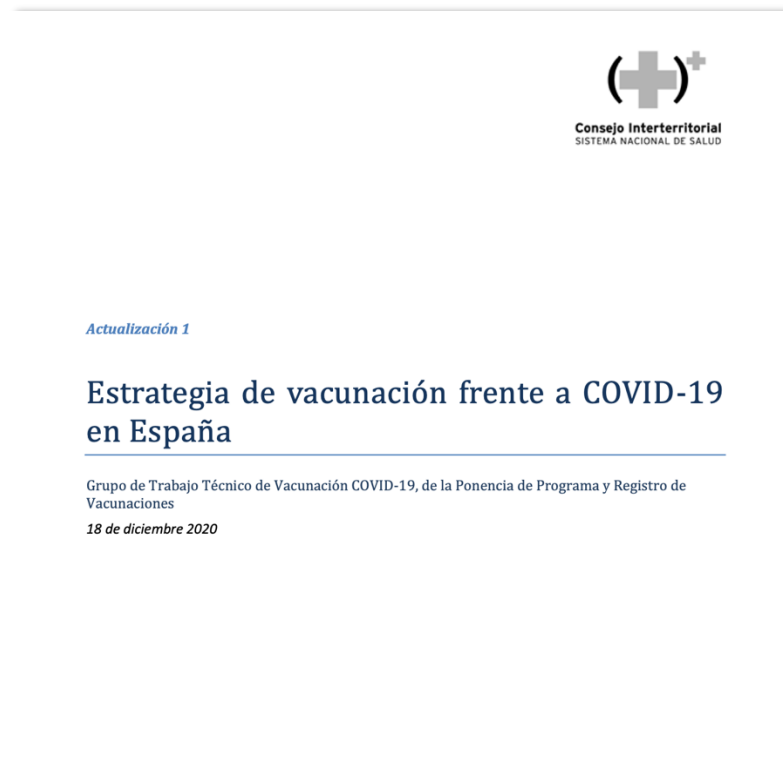 Consejo Interterritorial
SISTEMA NACIONAL DE SALUD
Actualización 1
Estrategia de vacunación frente a COVID-19
en España
Grupo de Trabajo Técnico de Vacunación COVID-19, de la Ponencia de Programa y Registro de
Vacunaciones
18 de diciembre 2020